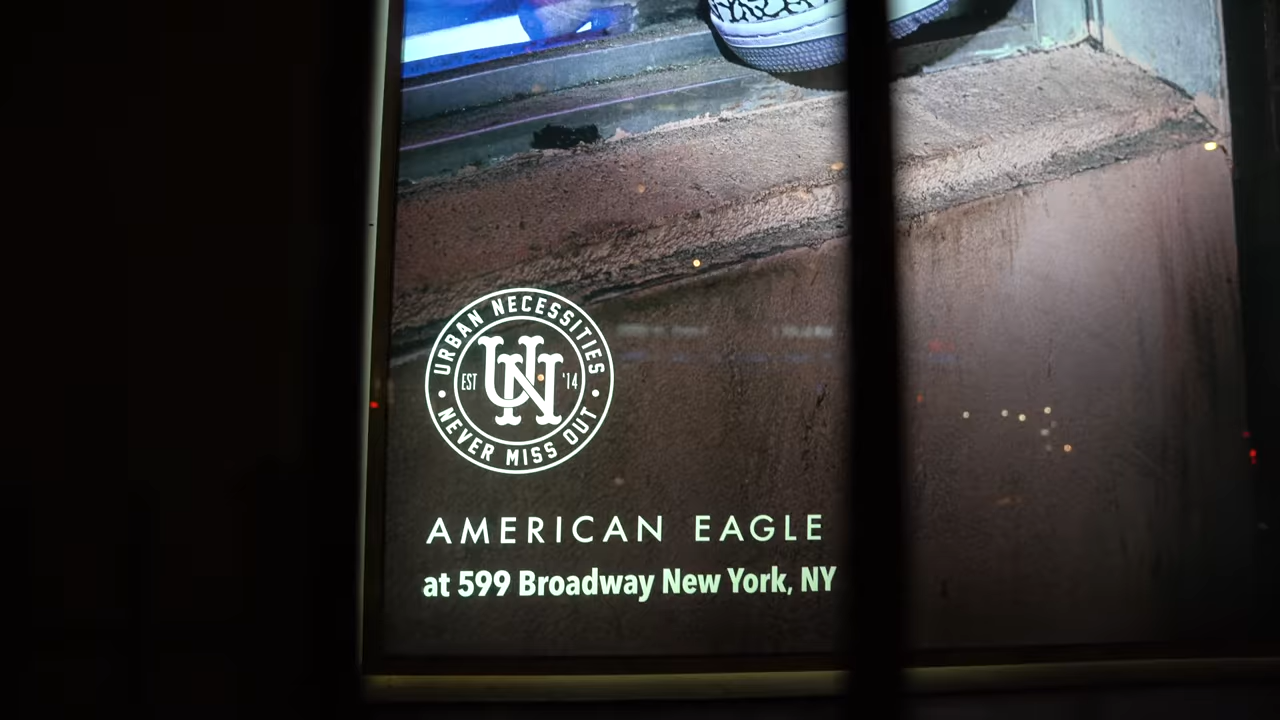 URBAN NECESSITIES
EST UN '14
NEVER MISS OUT
AMERICAN EAGLE
at 599 Broadway New York, NY